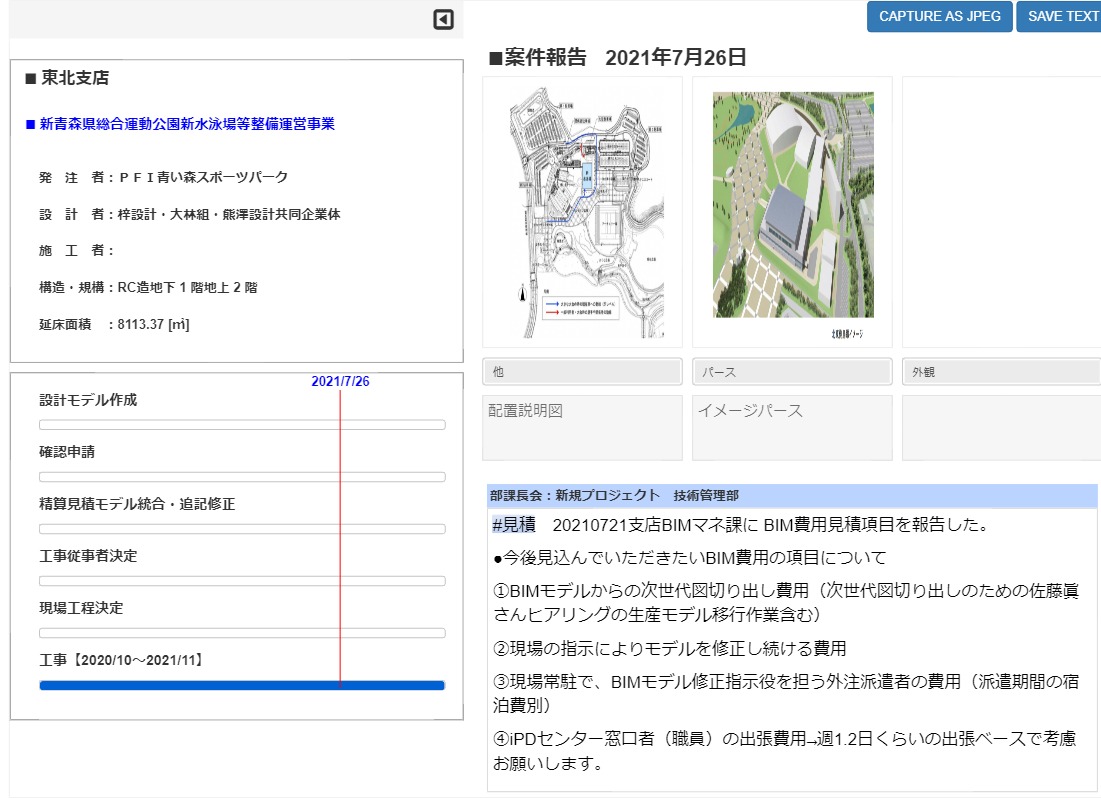 CAPTURE AS JPEG
SAVE TEXT
■ 東北支店
■ 新青森県総合運動公園新水泳場等整備運営事業
発　注　者：ＰＦＩ青い森スポーツパーク
設　計　者：梓設計・大林組・熊澤設計共同企業体
施　工　者：
構造・規構：RC造地下１階地上２階
延床面積　：8113.37 [㎡]
2021/7/26
設計モデル作成
確認申請
精算見積モデル統合・追記修正
工事従事者決定
現場工程決定
工事【2020/10～2021/11】
■案件報告　2021年7月26日
他
パース
外観
配置説明図
イメージパース
部課長会：新規プロジェクト　技術管理部
#見積　20210721支店BIMマネ課に BIM費用見積項目を報告した。
●今後見込んでいただきたいBIM費用の項目について
①BIMモデルからの次世代図切り出し費用（次世代図切り出しのための佐藤眞
さんヒアリングの生産モデル移行作業含む）
②現場の指示によりモデルを修正し続ける費用
③現場常駐で、BIMモデル修正指示役を担う外注派遣者の費用（派遣期間の宿
泊費別）
④iPDセンター窓口者（職員）の出張費用→週1.2日くらいの出張ベースで考慮
お願いします。